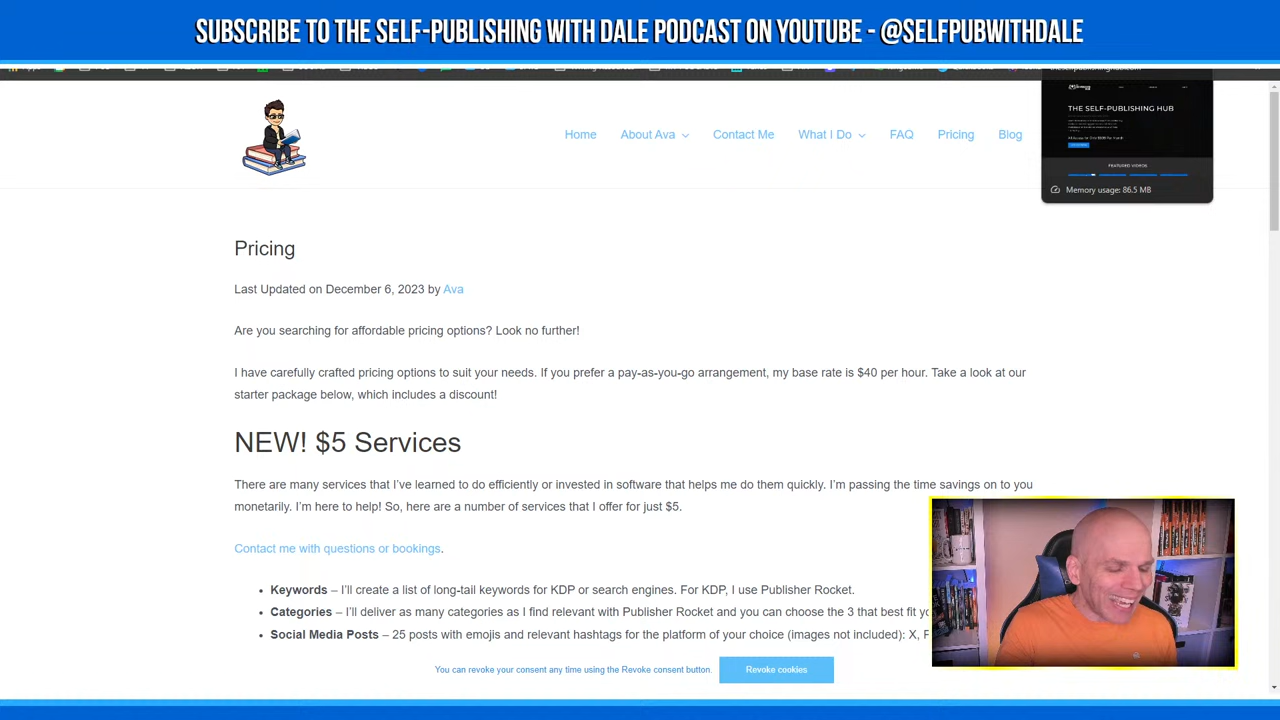 SUBSCRIBE TO THE SELF-PUBLISHING WITH DALE PODCAST ON YOUTUBE - @SELFPUBWITHDALE
Home
About Ava
Contact Me
What I Do
FAQ
Pricing
Blog
THE SELF-PUBLISHING HUB
FEATURED VIDEOS
Memory usage: 86.5 MB
Pricing
Last Updated on December 6, 2023 by Ava
Are you searching for affordable pricing options? Look no further!
I have carefully crafted pricing options to suit your needs. If you prefer a pay-as-you-go arrangement, my base rate is $40 per hour. Take a look at our
starter package below, which includes a discount!
NEW! $5 Services
There are many services that I've learned to do efficiently or invested in software that helps me do them quickly. I'm passing the time savings on to you
monetarily. I'm here to help! So, here are a number of services that I offer for just $5.
Contact me with questions or bookings.
• Keywords – I'll create a list of long-tail keywords for KDP or search engines. For KDP, I use Publisher Rocket.
• Categories – I'll deliver as many categories as I find relevant with Publisher Rocket and you can choose the 3 that best fit
• Social Media Posts – 25 posts with emojis and relevant hashtags for the platform of your choice (images not included): X,
You can revoke your consent any time using the Revoke consent button.
Revoke cookies